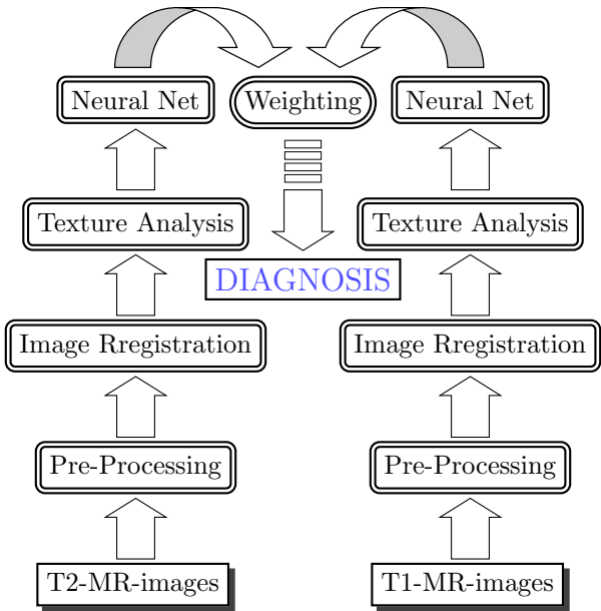 Neural Net
Weighting
Neural Net
Texture Analysis
Texture Analysis
DIAGNOSIS
Image Rregistration
Image Rregistration
Pre-Processing
Pre-Processing
T2-MR-images
T1-MR-images